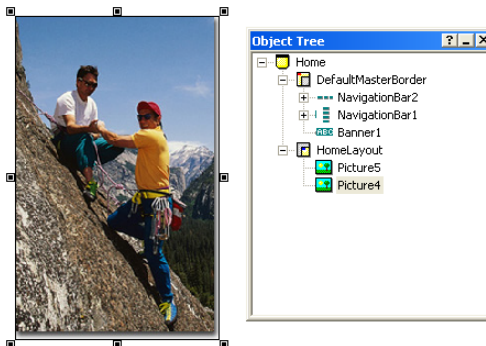 Object Tree
Home
DefaultMasterBorder
NavigationBar2
NavigationBar1
ABC Banner1
HomeLayout
Picture5
Picture4